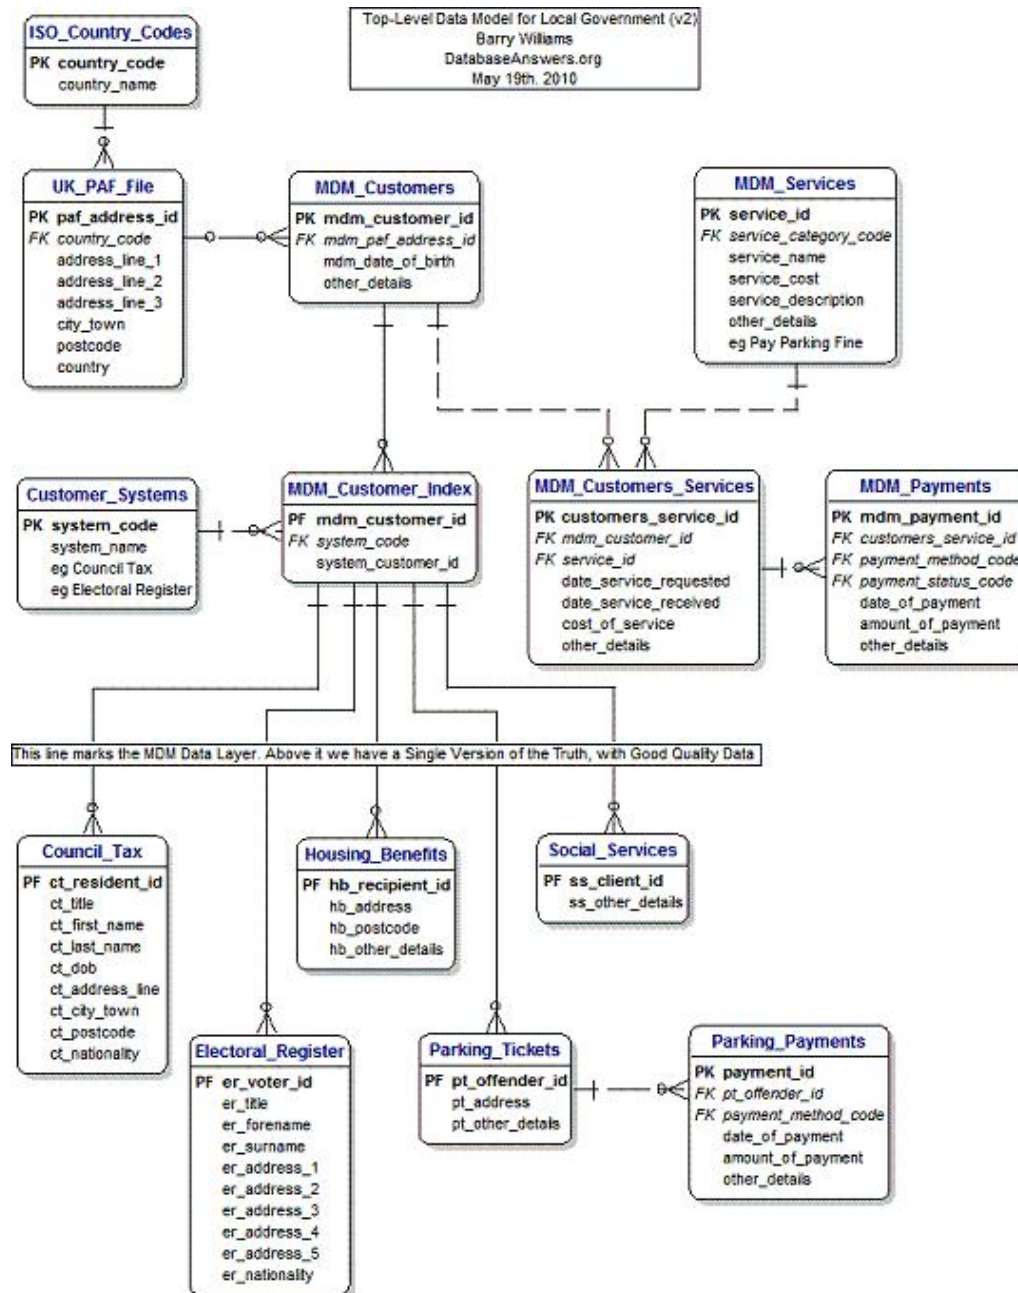 Top-Level Data Model for Local Government (v2)
Barry Williams
DatabaseAnswers.org
May 19th. 2010
ISO_Country_Codes
PK country_code
country_name
UK_PAF_File
PK paf_address_id
FK country_code
address_line_1
address_line_2
address_line_3
city_town
postcode
country
MDM_Customers
PK mdm_customer_id
FK mdm_paf_address_id
mdm_date_of_birth
other_details
MDM_Services
PK service_id
FK service_category_code
service_name
service_cost
service_description
other_details
eg Pay Parking Fine
Customer_Systems
PK system_code
system_name
eg Council Tax
eg Electoral Register
MDM_Customer_Index
PF mdm_customer_id
FK system_code
system_customer_id
MDM_Customers_Services
PK customers_service_id
FK mdm_customer_id
FK service_id
date_service_requested
date_service_received
cost_of_service
other_details
MDM_Payments
PK mdm_payment_id
FK customers_service_id
FK payment_method_code
FK payment_status_code
date_of_payment
amount_of_payment
other_details
This line marks the MDM Data Layer. Above it we have a Single Version of the Truth, with Good Quality Data
Council_Tax
PF ct_resident_id
ct_title
ct_first_name
ct_last_name
ct_dob
ct_address_line
ct_city_town
ct_postcode
ct_nationality
Housing_Benefits
PF hb_recipient_id
hb_address
hb_postcode
hb_other_details
Social_Services
PF ss_client_id
ss_other_details
Electoral_Register
PF er_voter_id
er_title
er_forename
er_surname
er_address_1
er_address_2
er_address_3
er_address_4
er_address_5
er_nationality
Parking_Tickets
PF pt_offender_id
pt_address
pt_other_details
Parking_Payments
PK payment_id
FK pt_offender_id
FK payment_method_code
date_of_payment
amount_of_payment
other_details